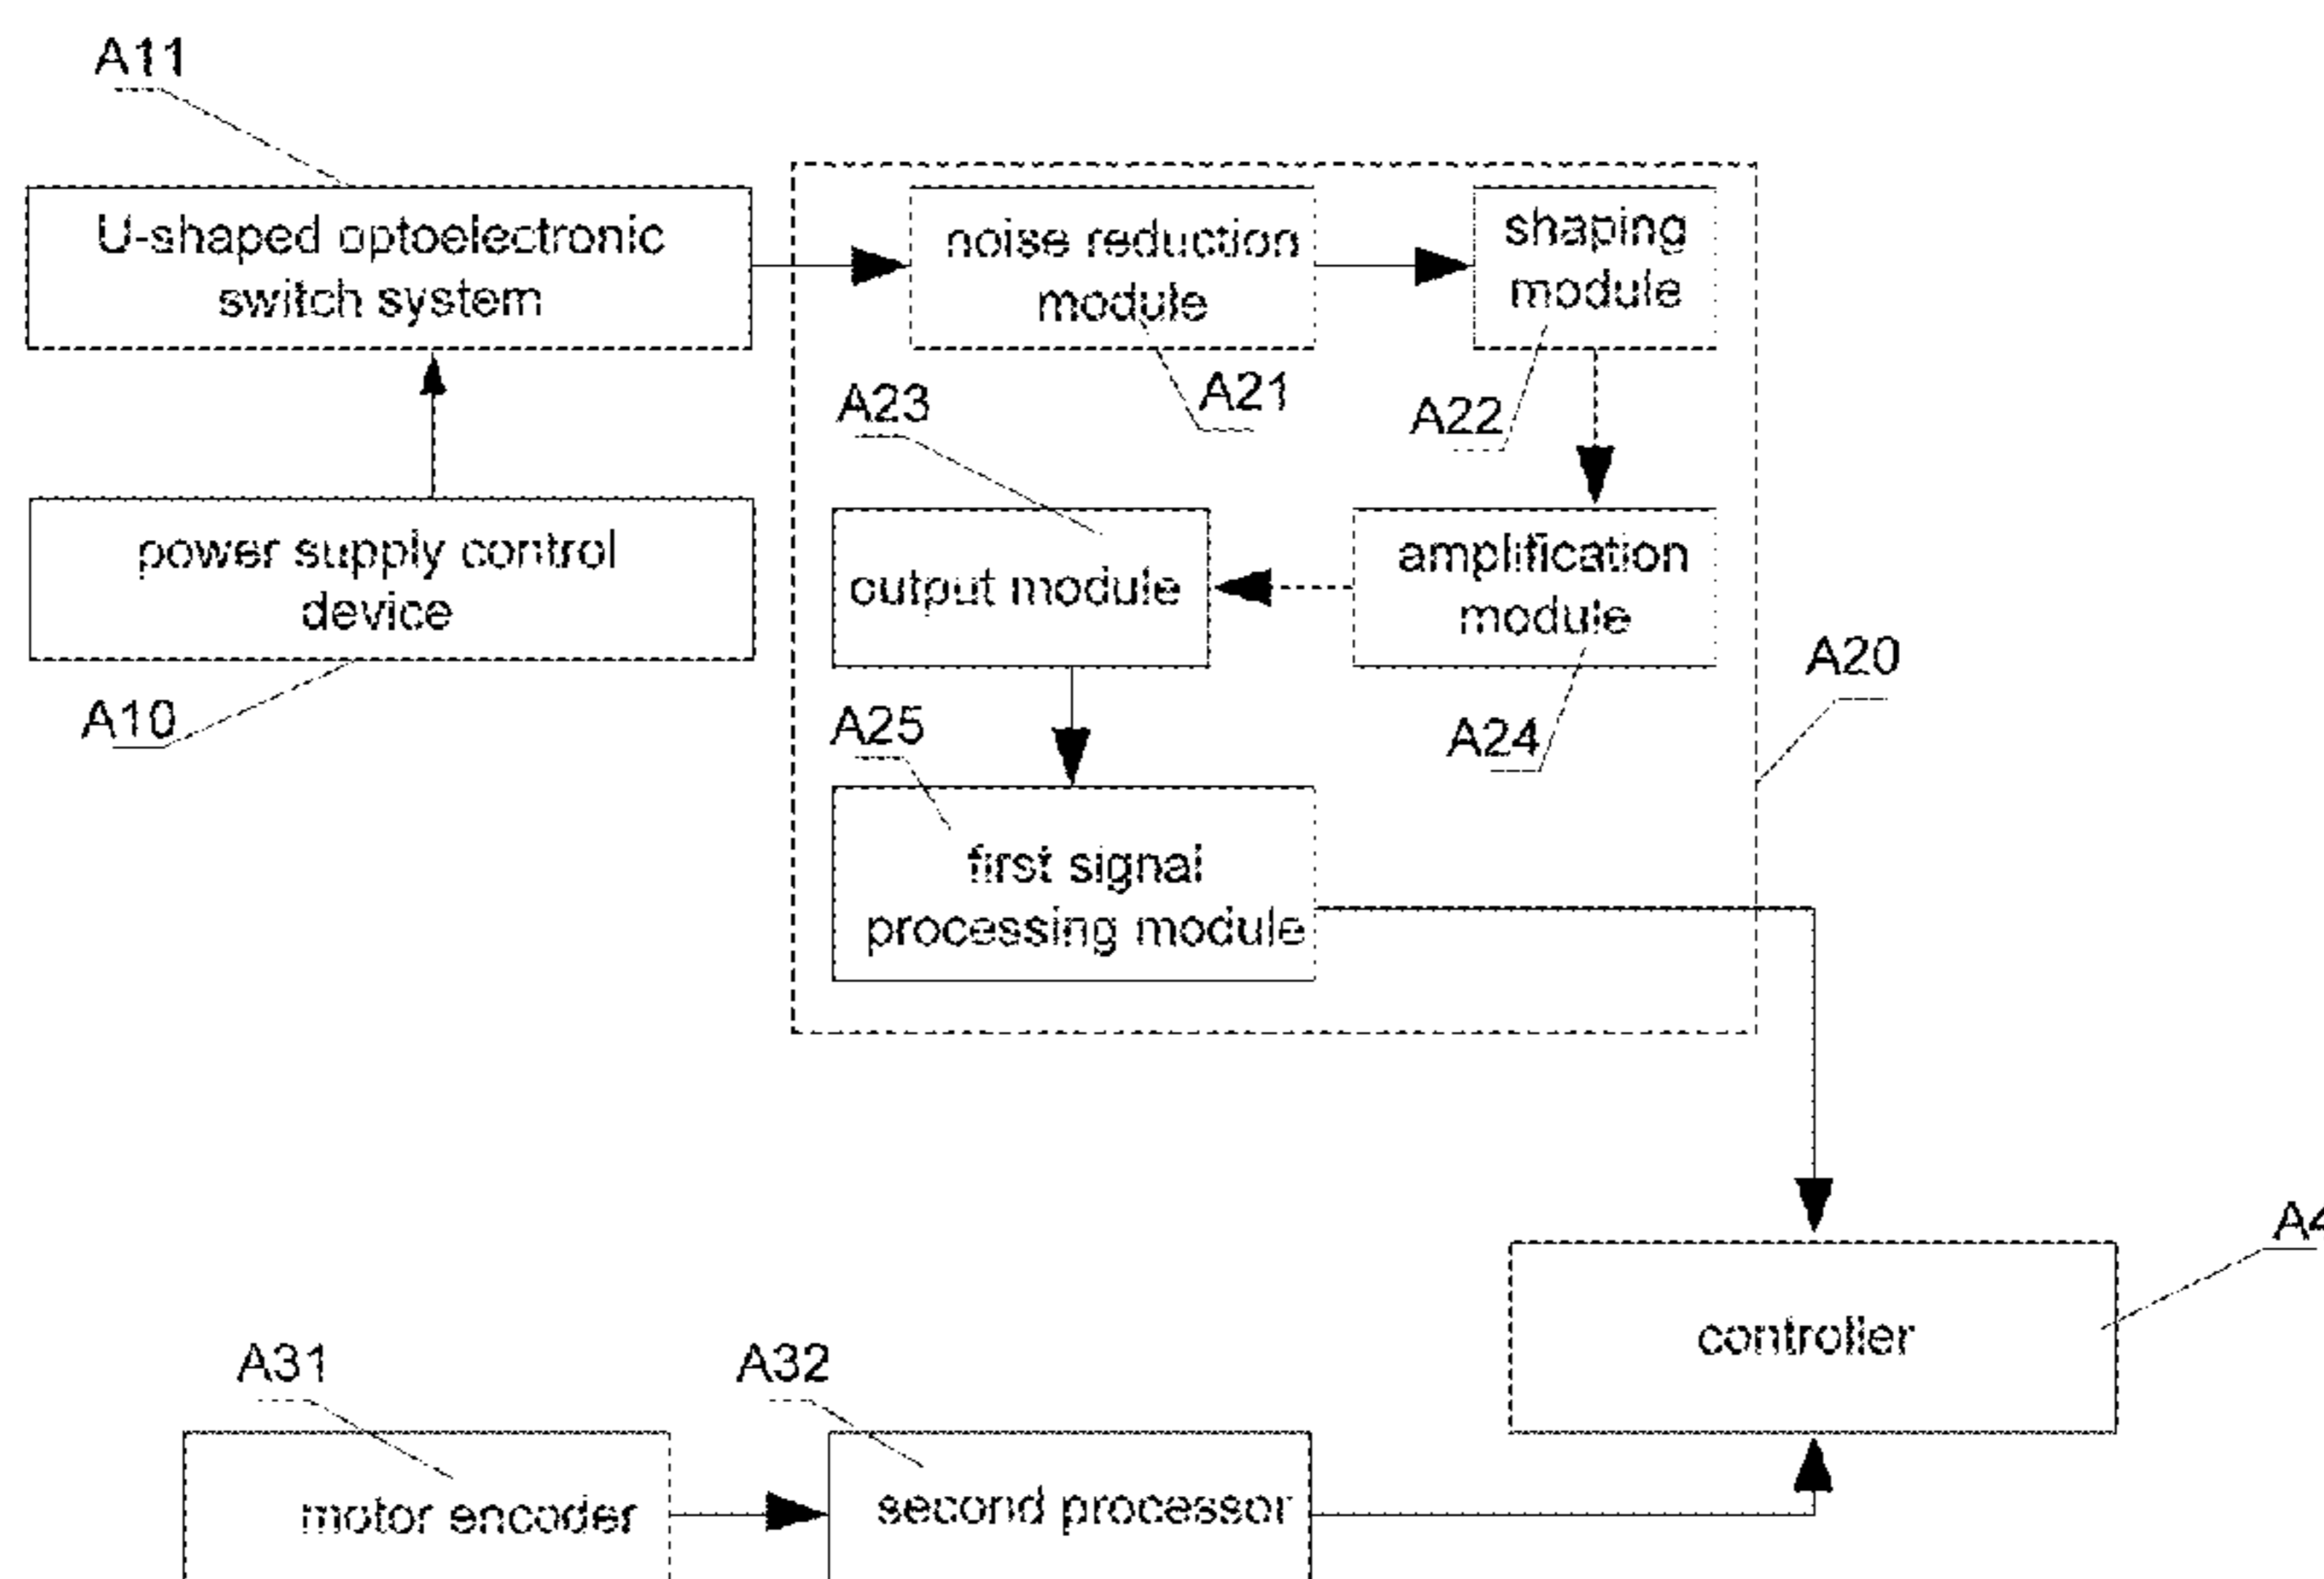 A11
U-shaped optoelectronic
switch system
noise reduction
module
shaping
module
A21
A22
A23
power supply control
device
output module
amplification
module
A10
A25
A24
A20
first signal
processing module
controller
A31
A32
motor encoder
second processor